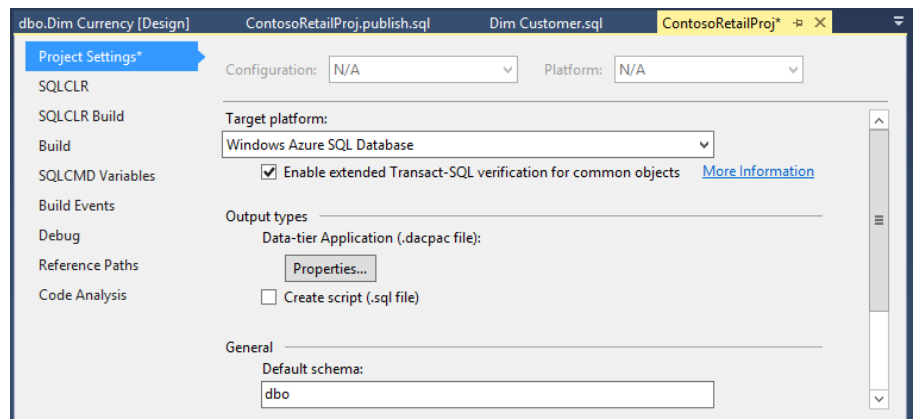 dbo.Dim Currency [Design] ContosoRetailProj.publish.sql Dim Customer.sql ContosoRetailProj*
Project Settings*
SQLCLR
SQLCLR Build
Build
SQLCMD Variables
Build Events
Debug
Reference Paths
Code Analysis
Configuration: N/A Platform: N/A
Target platform:
Windows Azure SQL Database
Enable extended Transact-SQL verification for common objects More Information
Output types
Data-tier Application (.dacpac file):
Properties...
Create script (.sql file)
General
Default schema:
dbo